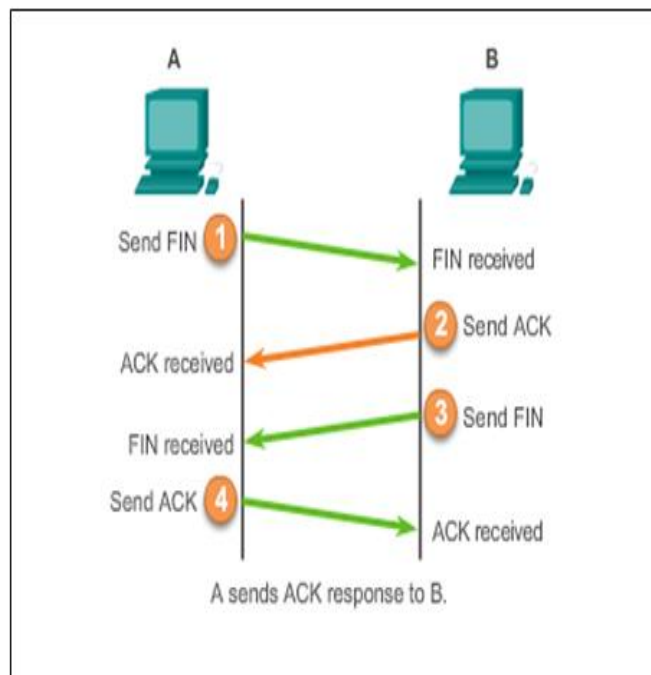 A
B
Send FIN 1
FIN received
2 Send ACK
ACK received
3 Send FIN
FIN received
Send ACK 4
ACK received
A sends ACK response to B.